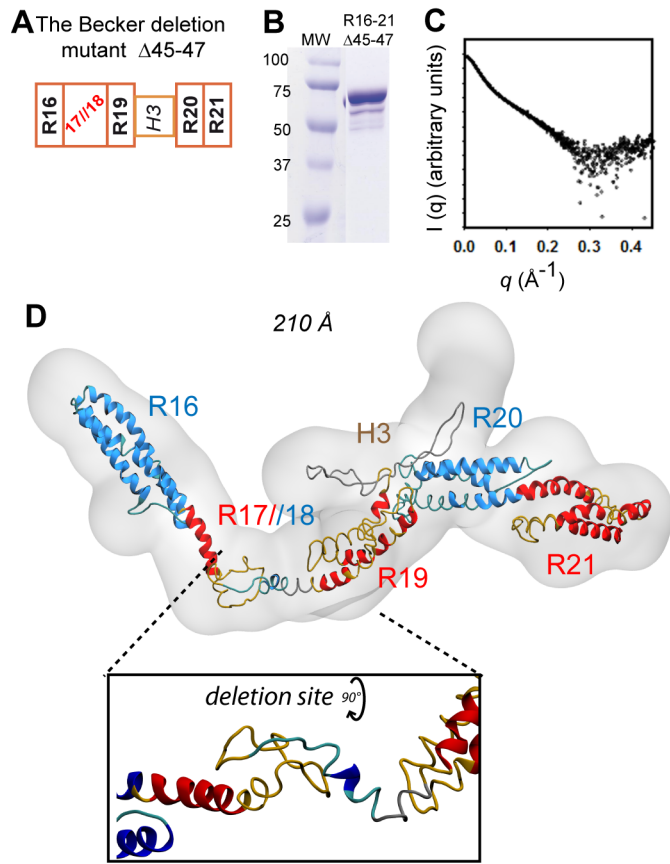 A
The Becker deletion
mutant Δ45-47
R16
17//18
R19
H3
R20
R21
B
R16-21
MW Δ45-47
100
75
50
37
25
C
I (q) (arbitrary units)
0.0 0.1 0.2 0.3 0.4
q (Å⁻¹)
D
210 Å
R16
H3
R20
R17//18
R19
R21
deletion site 90°